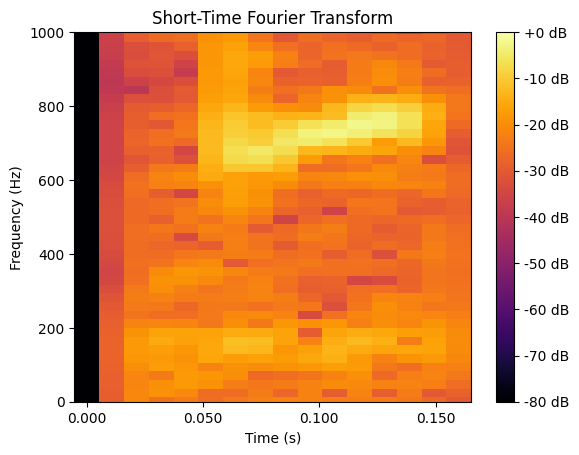 Short-Time Fourier Transform
1000
800
600
400
200
0
Frequency (Hz)
0.000
0.050
0.100
0.150
Time (s)
+0 dB
-10 dB
-20 dB
-30 dB
-40 dB
-50 dB
-60 dB
-70 dB
-80 dB